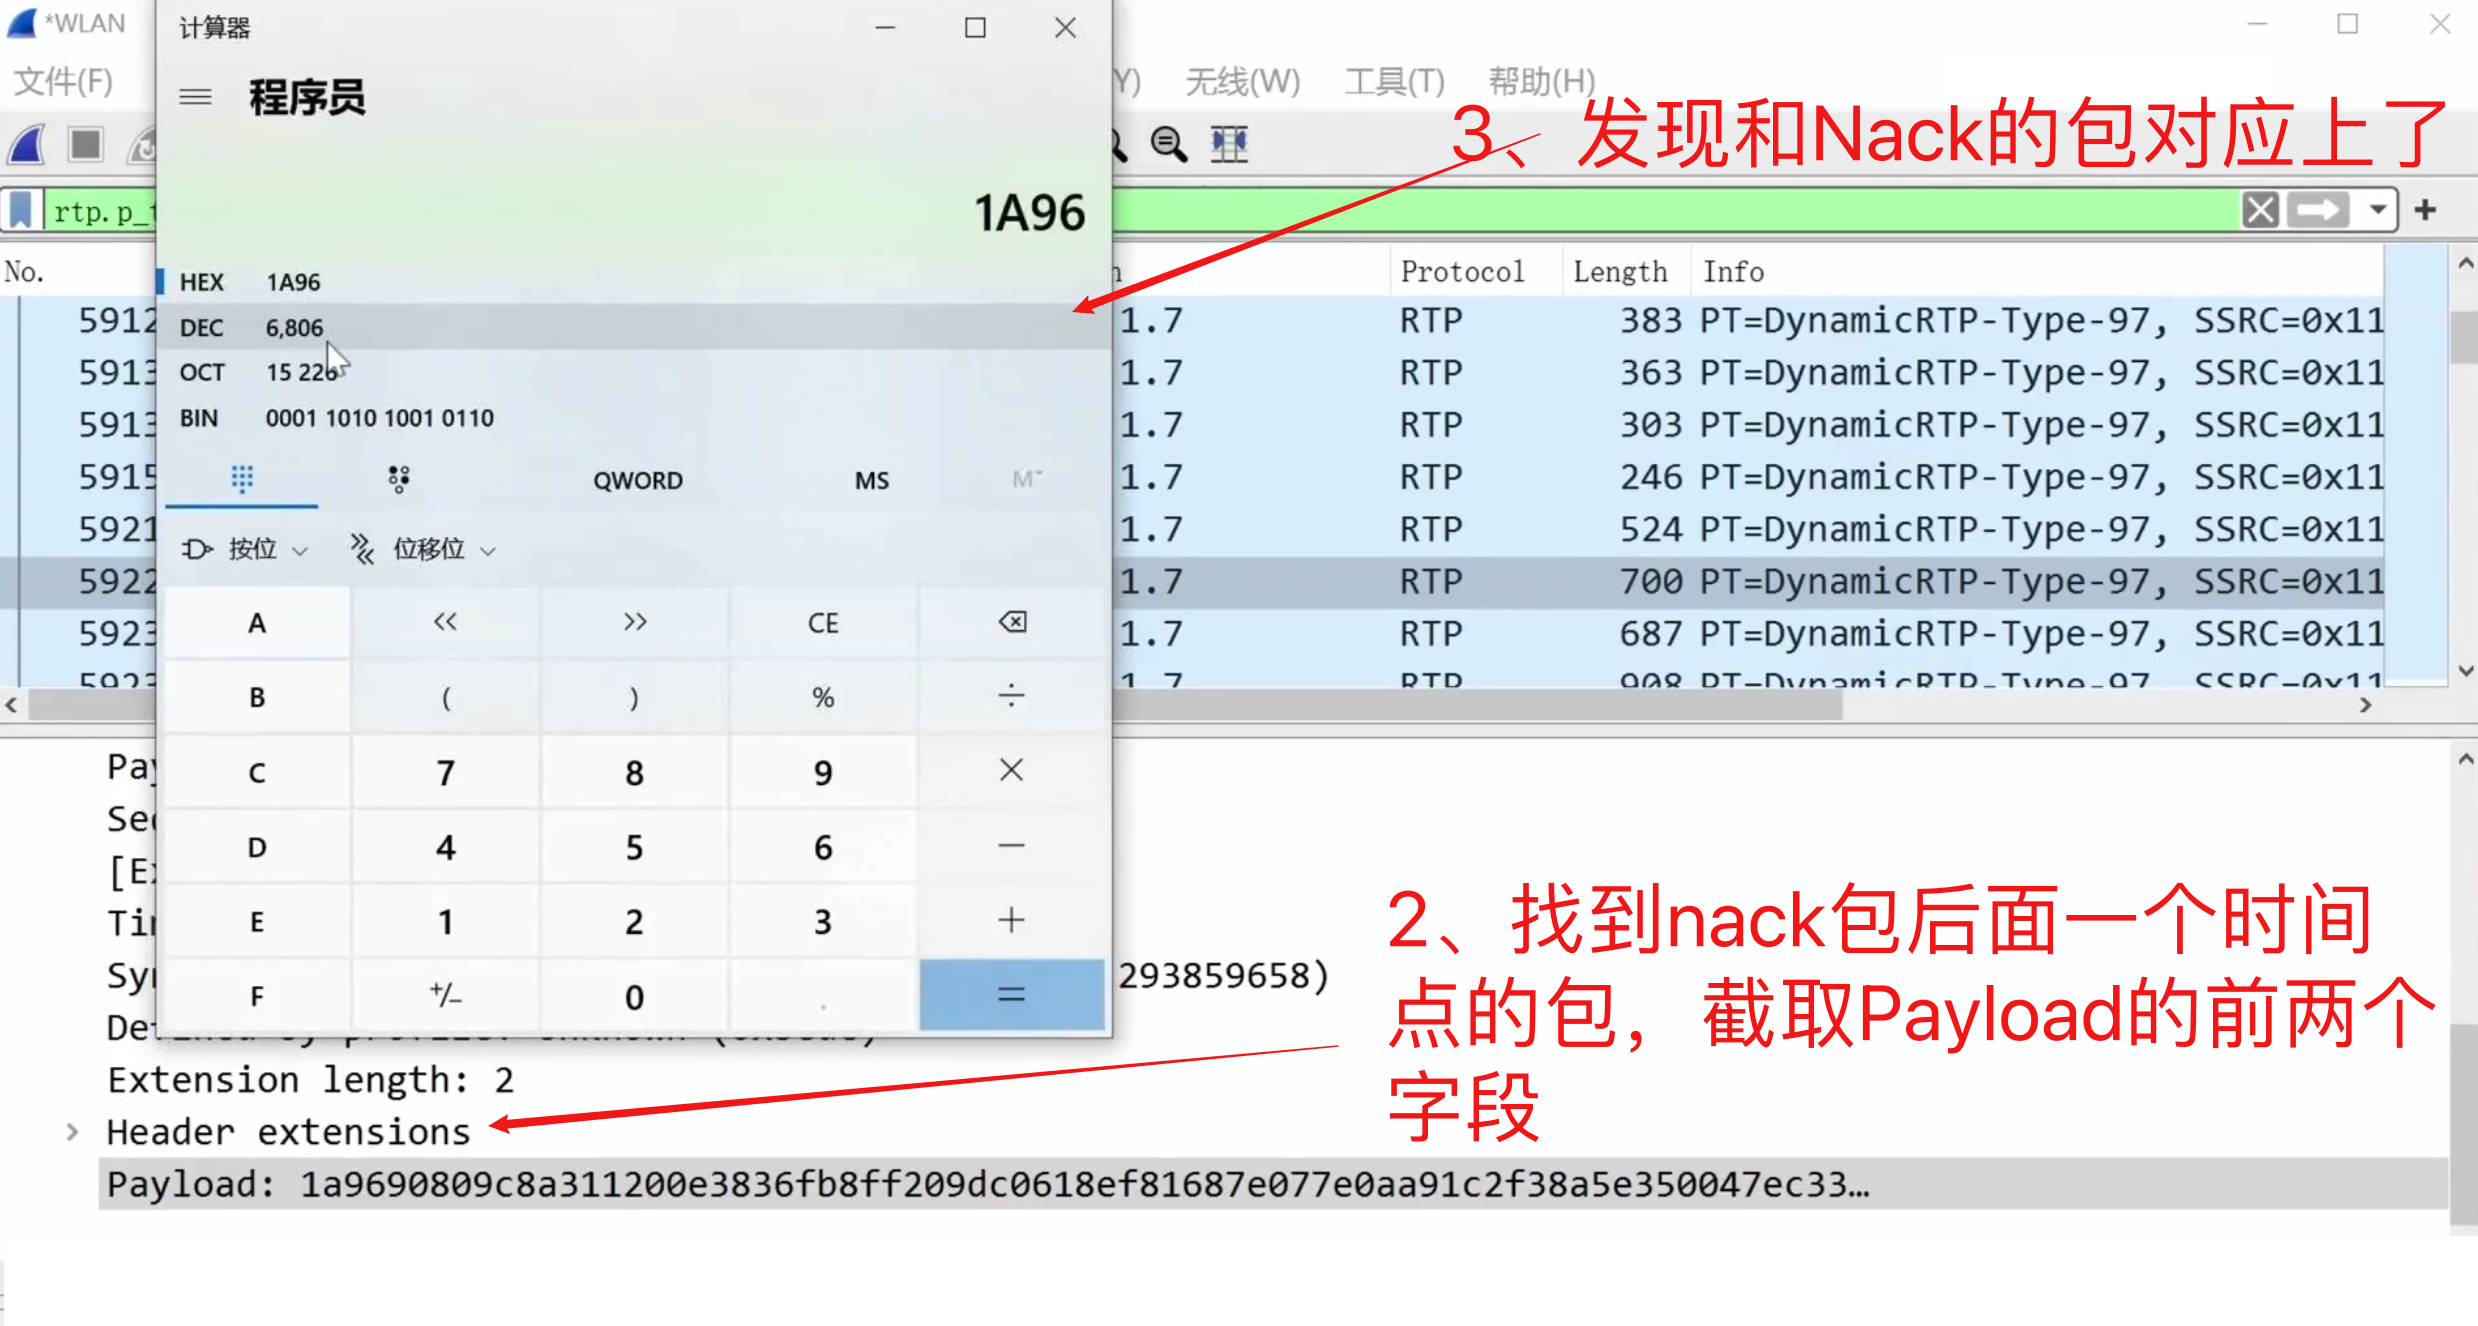 *WLAN
计算器
文件(F)
程序员
Y) 无线(W) 工具(T) 帮助(H)
3、发现和Nack的包对应上了
1A96
rtp.p_t
HEX 1A96
DEC 6,806
OCT 15 226
BIN 0001 1010 1001 0110
No. Protocol Length Info
5912 1.7 RTP 383 PT=DynamicRTP-Type-97, SSRC=0x11
5913 1.7 RTP 363 PT=DynamicRTP-Type-97, SSRC=0x11
5913 1.7 RTP 303 PT=DynamicRTP-Type-97, SSRC=0x11
5915 1.7 RTP 246 PT=DynamicRTP-Type-97, SSRC=0x11
5921 1.7 RTP 524 PT=DynamicRTP-Type-97, SSRC=0x11
5922 1.7 RTP 700 PT=DynamicRTP-Type-97, SSRC=0x11
5923 1.7 RTP 687 PT=DynamicRTP-Type-97, SSRC=0x11
5923 1.7 RTP 908 PT=DynamicRTP-Type-97, SSRC=0x11
QWORD MS M
按位 位移位
A << >> CE
B ( ) % ÷
C 7 8 9 ×
D 4 5 6 −
E 1 2 3 +
F +/− 0 . =
Pay
Seq
[Ex
Tim
Syn 293859658)
Extension length: 2
Header extensions
Payload: 1a9690809c8a311200e3836fb8ff209dc0618ef81687e077e0aa91c2f38a5e350047ec33…
2、找到nack包后面一个时间
点的包，截取Payload的前两个
字段